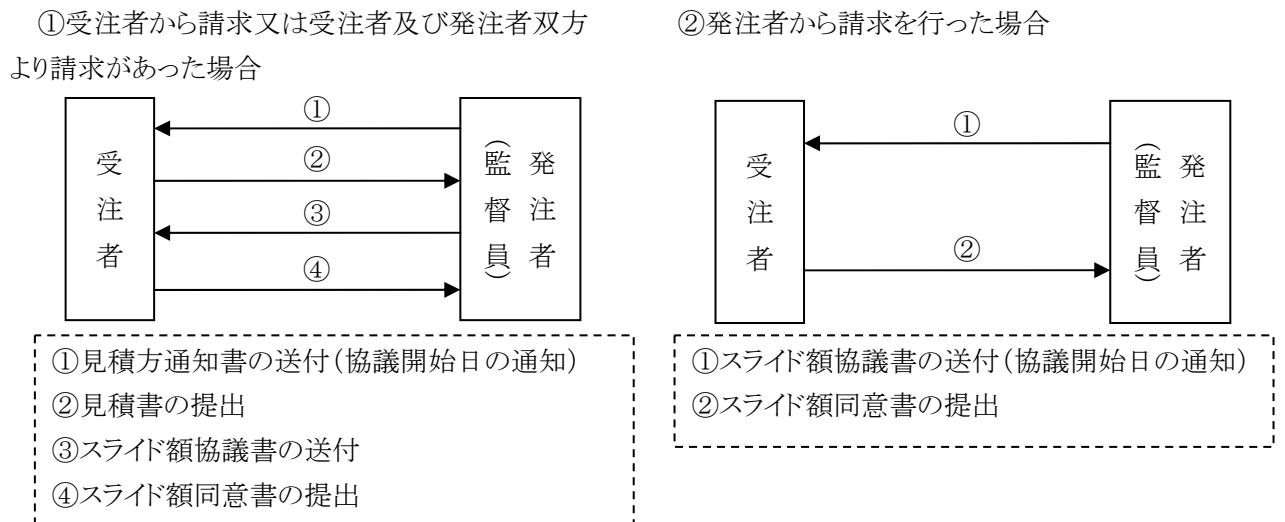 ①受注者から請求又は受注者及び発注者双方
より請求があった場合
①
②
③
④
受注者
発注者
(監督員)
①見積方通知書の送付(協議開始日の通知)
②見積書の提出
③スライド額協議書の送付
④スライド額同意書の提出
②発注者から請求を行った場合
①
②
受注者
発注者
(監督員)
①スライド額協議書の送付(協議開始日の通知)
②スライド額同意書の提出